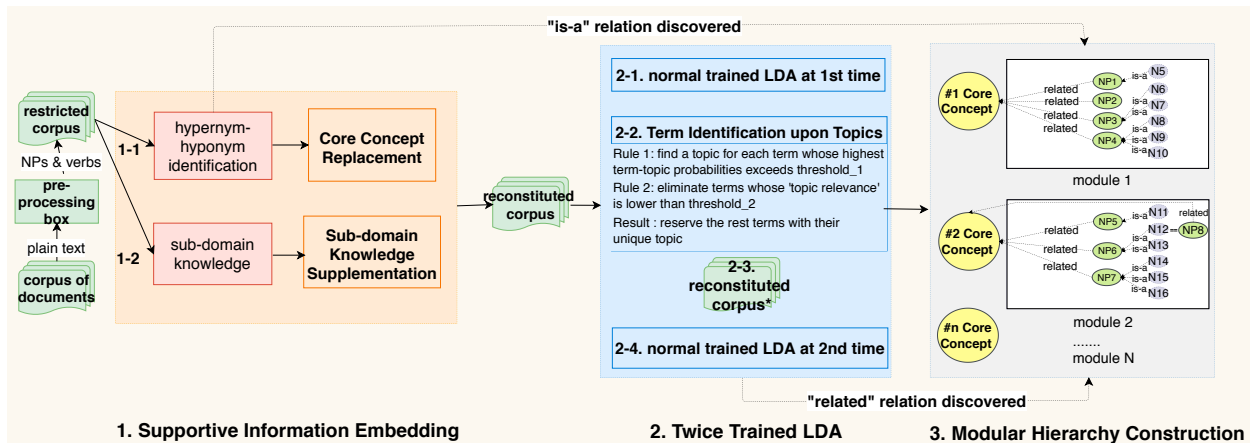 "is-a" relation discovered
restricted
corpus
NPs & verbs
pre-
processing
box
plain text
corpus of
documents
1-1
hypernym-
hyponym
identification
Core Concept
Replacement
1-2
sub-domain
knowledge
Sub-domain
Knowledge
Supplementation
1. Supportive Information Embedding
reconstituted
corpus
2-1. normal trained LDA at 1st time
2-2. Term Identification upon Topics
Rule 1: find a topic for each term whose highest
term-topic probabilities exceeds threshold_1
Rule 2: eliminate terms whose 'topic relevance'
is lower than threshold_2
Result : reserve the rest terms with their
unique topic
2-3.
reconstituted
corpus*
2-4. normal trained LDA at 2nd time
"related" relation discovered
2. Twice Trained LDA
#1 Core
Concept
related
related
related
related
NP1
NP2
NP3
NP4
is-a
is-a
is-a
is-a
is-a
N5
N6
N7
N8
N9
N10
module 1
#2 Core
Concept
related
related
related
NP5
NP6
NP7
is-a
is-a
is-a
is-a
is-a
N11
N12
=
NP8
related
N13
N14
N15
N16
module 2
.......
module N
#n Core
Concept
3. Modular Hierarchy Construction